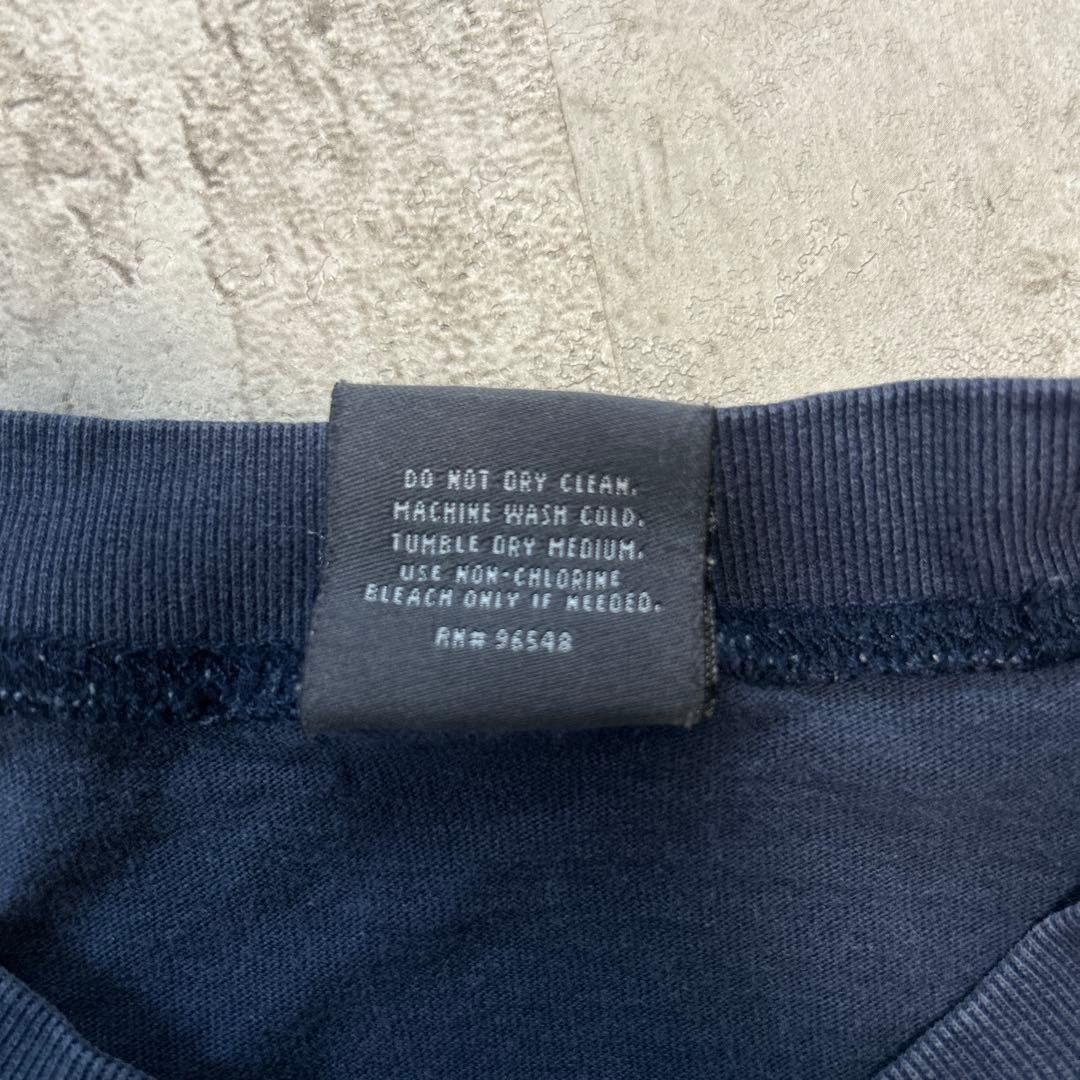 DO NOT DRY CLEAN.
MACHINE WASH COLD.
TUMBLE DRY MEDIUM.
USE NON-CHLORINE
BLEACH ONLY IF NEEDED.
RN# 96548